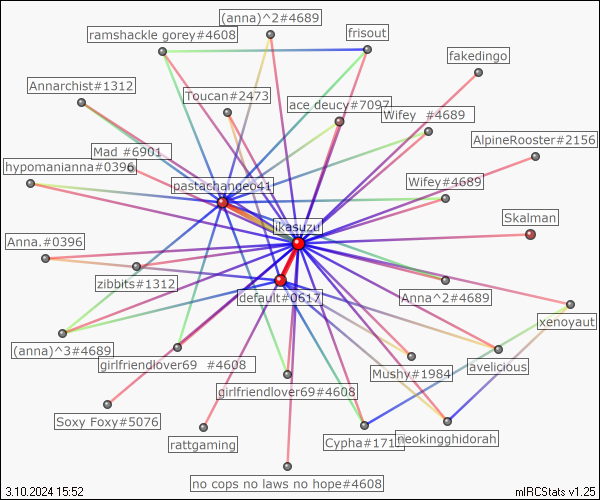 (anna)^2#4689
ramshackle gorey#4608
frisout
fakedingo
Annarchist#1312
Toucan#2473
ace deucy#7097
Wifey #4689
AlpineRooster#2156
Mad #6901
hypomanianna#0396
pastachangeo41
Wifey#4689
Skalman
ikasuzu
Anna.#0396
zibbits#1312
default#0617
Anna^2#4689
xenoyaut
(anna)^3#4689
girlfriendlover69 #4608
Mushy#1984
avelicious
girlfriendlover69#4608
Soxy Foxy#5076
rattgaming
neokingghidorah
no cops no laws no hope#4608
3.10.2024 15:52
mIRCStats v1.25